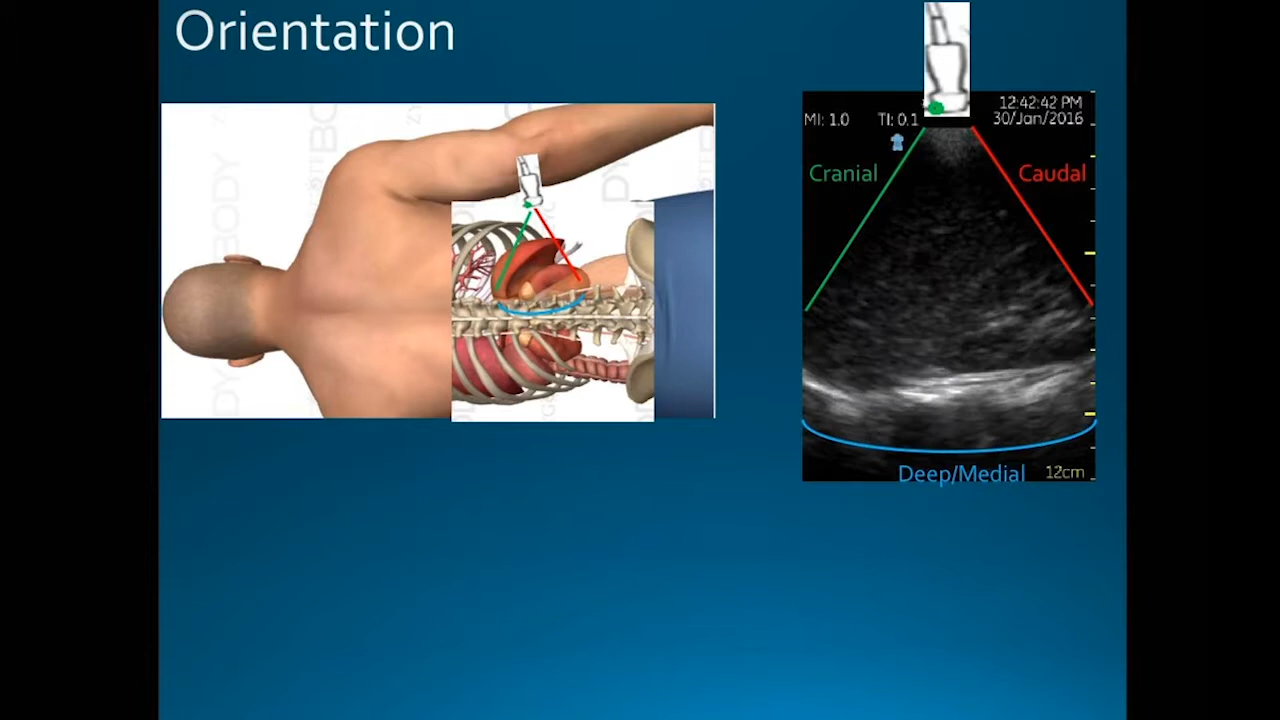 Orientation
MI: 1.0
TI: 0.1
12:42:42 PM
30/Jan/2016
Cranial
Caudal
Deep/Medial
12cm